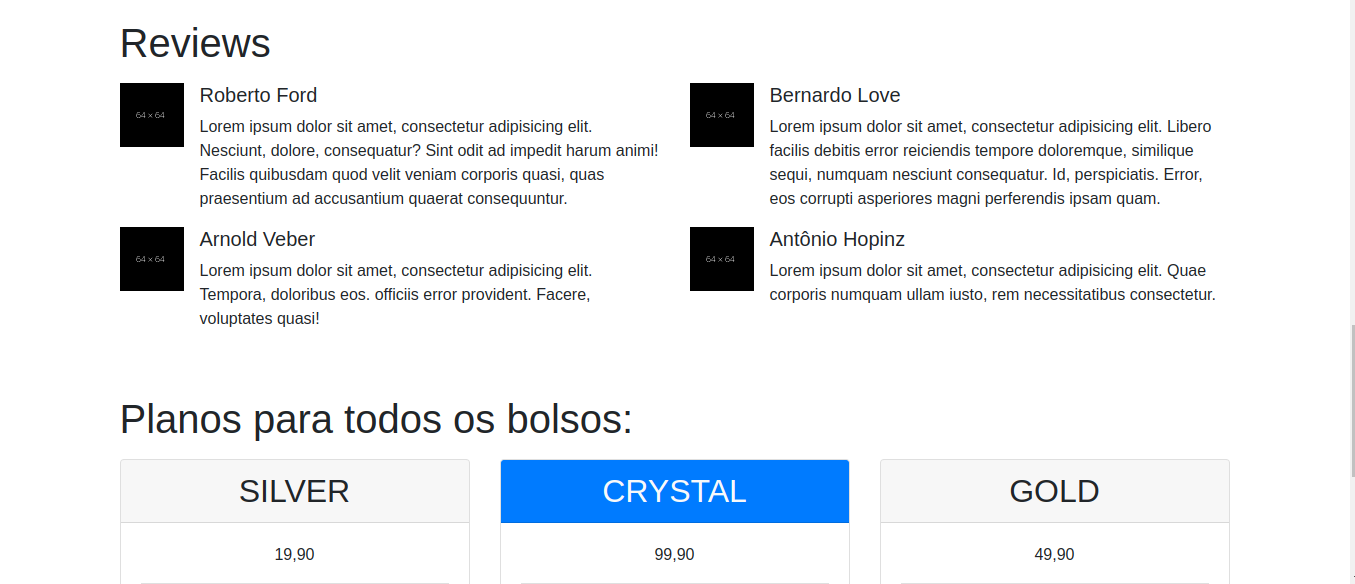 Reviews
64 × 64
Roberto Ford
Lorem ipsum dolor sit amet, consectetur adipisicing elit.
Nesciunt, dolore, consequatur? Sint odit ad impedit harum animi!
Facilis quibusdam quod velit veniam corporis quasi, quas
praesentium ad accusantium quaerat consequuntur.
64 × 64
Bernardo Love
Lorem ipsum dolor sit amet, consectetur adipisicing elit. Libero
facilis debitis error reiciendis tempore doloremque, similique
sequi, numquam nesciunt consequatur. Id, perspiciatis. Error,
eos corrupti asperiores magni perferendis ipsam quam.
64 × 64
Arnold Veber
Lorem ipsum dolor sit amet, consectetur adipisicing elit.
Tempora, doloribus eos. officiis error provident. Facere,
voluptates quasi!
64 × 64
Antônio Hopinz
Lorem ipsum dolor sit amet, consectetur adipisicing elit. Quae
corporis numquam ullam iusto, rem necessitatibus consectetur.
Planos para todos os bolsos:
SILVER
19,90
CRYSTAL
99,90
GOLD
49,90